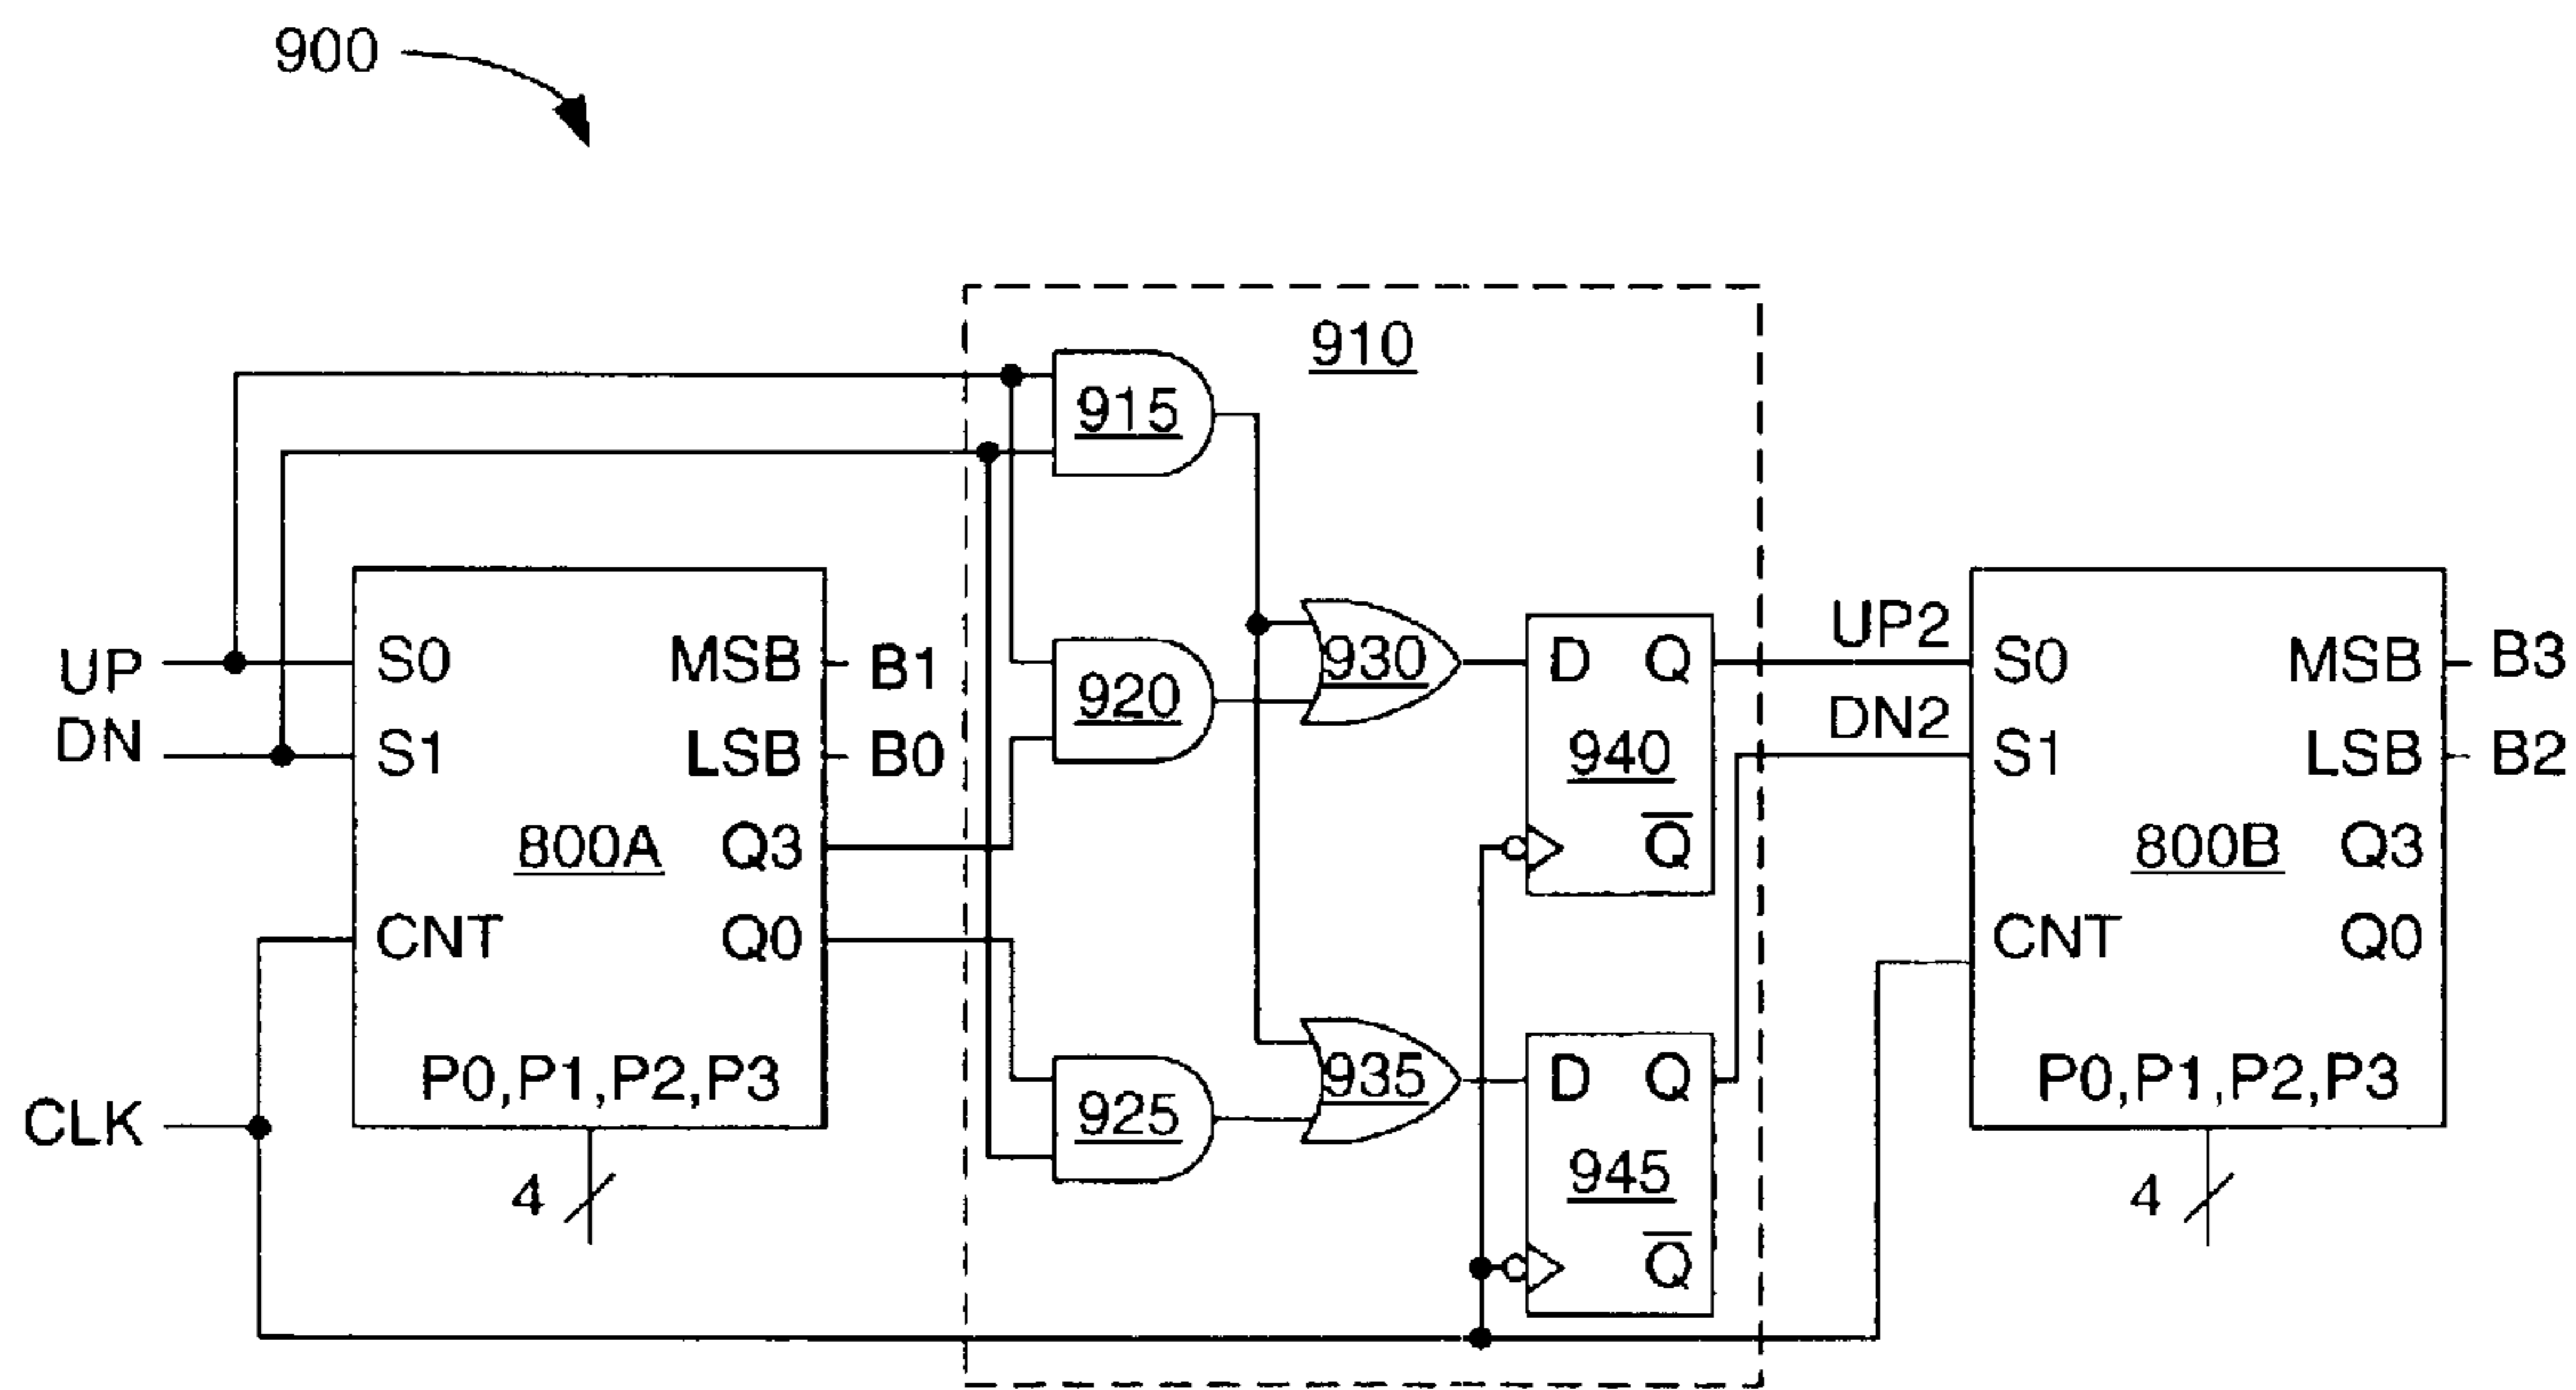 900
910
915
UP
DN
CLK
S0
S1
CNT
MSB
LSB
Q3
Q0
800A
P0,P1,P2,P3
4
B1
B0
920
925
930
935
D Q
940
Q̅
D Q
945
Q̅
UP2
DN2
S0
S1
CNT
MSB
LSB
Q3
Q0
800B
P0,P1,P2,P3
4
B3
B2